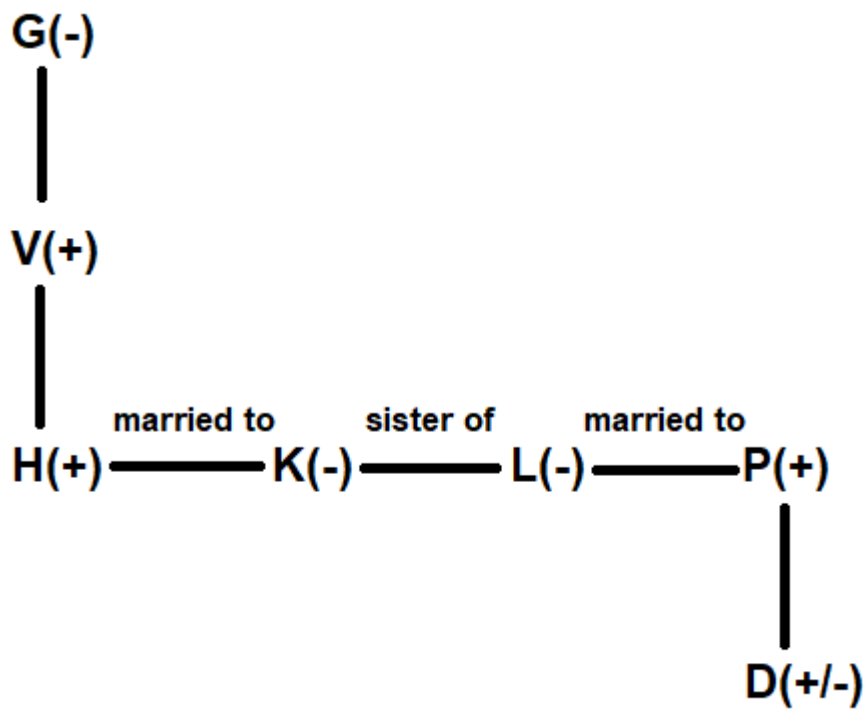 G(-)
V(+)
married to sister of married to
H(+) K(-) L(-) P(+)
D(+/-)